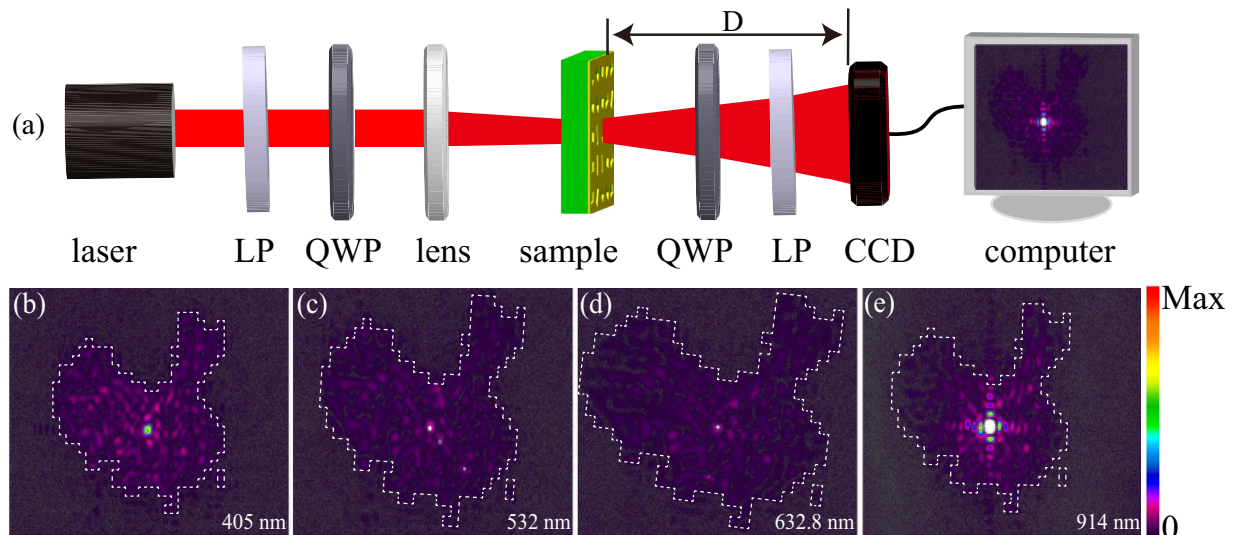 D
(a)
laser LP QWP lens sample QWP LP CCD computer
(b) (c) (d) (e) Max
405 nm 532 nm 632.8 nm 914 nm 0